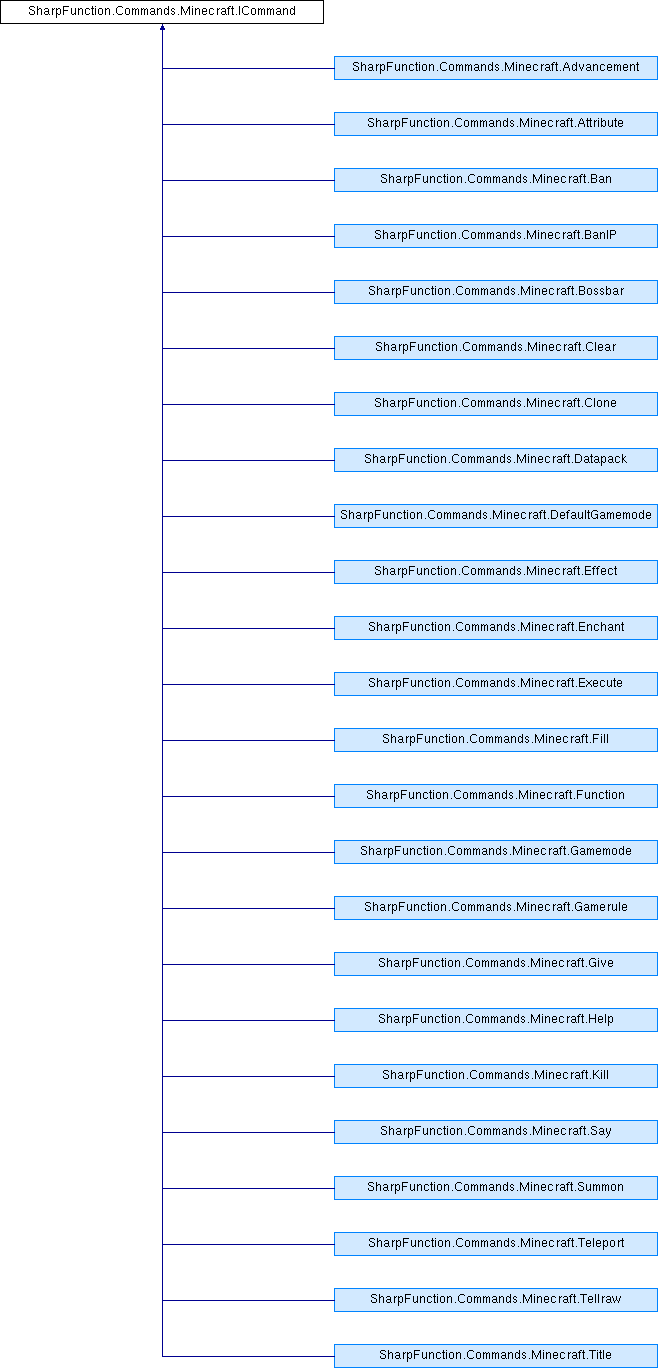 SharpFunction.Commands.Minecraft.ICommand
SharpFunction.Commands.Minecraft.Advancement
SharpFunction.Commands.Minecraft.Attribute
SharpFunction.Commands.Minecraft.Ban
SharpFunction.Commands.Minecraft.BanIP
SharpFunction.Commands.Minecraft.Bossbar
SharpFunction.Commands.Minecraft.Clear
SharpFunction.Commands.Minecraft.Clone
SharpFunction.Commands.Minecraft.Datapack
SharpFunction.Commands.Minecraft.DefaultGamemode
SharpFunction.Commands.Minecraft.Effect
SharpFunction.Commands.Minecraft.Enchant
SharpFunction.Commands.Minecraft.Execute
SharpFunction.Commands.Minecraft.Fill
SharpFunction.Commands.Minecraft.Function
SharpFunction.Commands.Minecraft.Gamemode
SharpFunction.Commands.Minecraft.Gamerule
SharpFunction.Commands.Minecraft.Give
SharpFunction.Commands.Minecraft.Help
SharpFunction.Commands.Minecraft.Kill
SharpFunction.Commands.Minecraft.Say
SharpFunction.Commands.Minecraft.Summon
SharpFunction.Commands.Minecraft.Teleport
SharpFunction.Commands.Minecraft.Tellraw
SharpFunction.Commands.Minecraft.Title